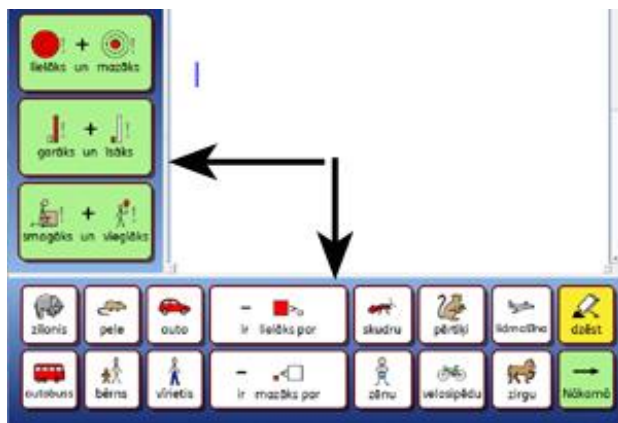 lielāks un mazāks
garāks un īsāks
smagāks un vieglāks
zilonis pele auto ir lielāks par skudru pērtiķi lidmašīna dzēst
autobuss bērns vīrietis ir mazāks par zēnu velosipēdu zirgu Nākamā